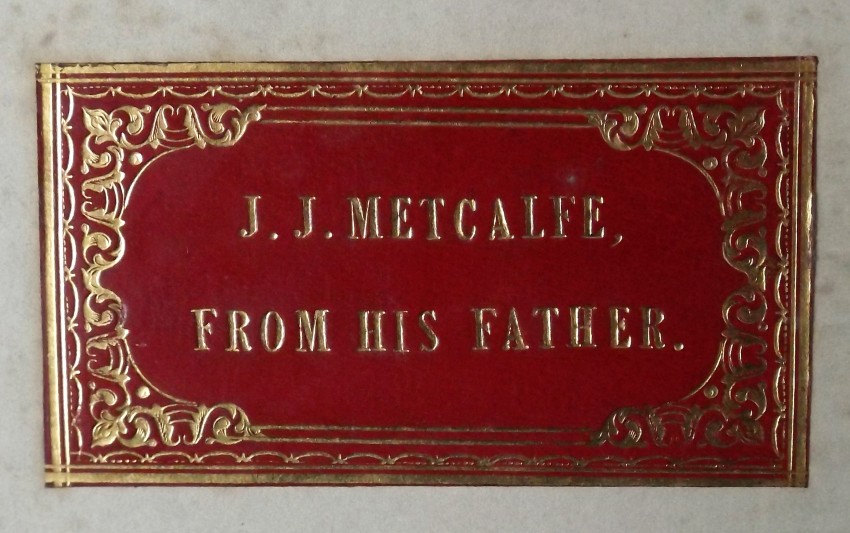 J. J. METCALFE,
FROM HIS FATHER.